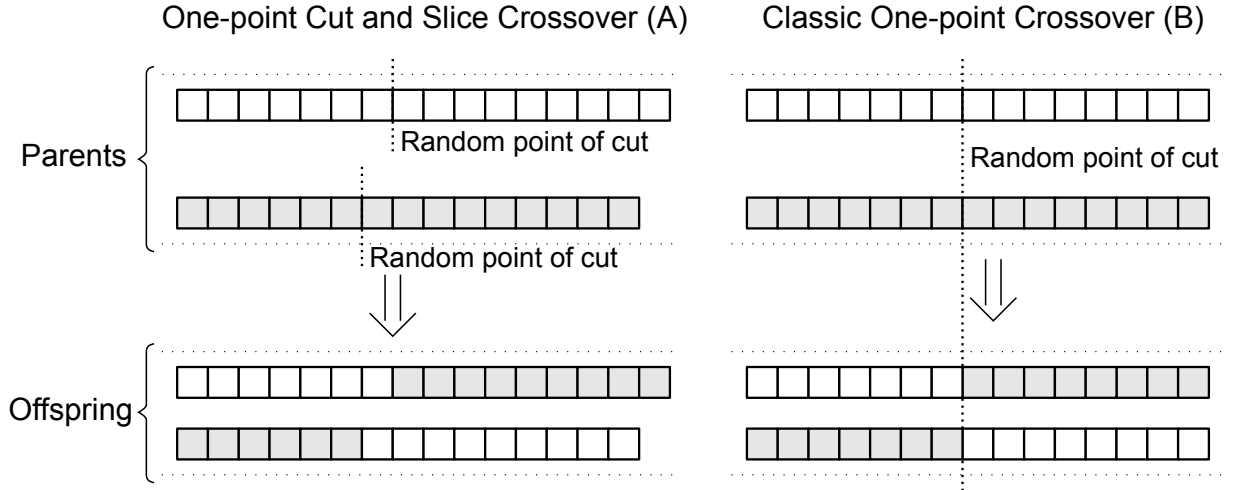 One-point Cut and Slice Crossover (A)
Classic One-point Crossover (B)
Parents
Random point of cut
Random point of cut
Random point of cut
Offspring